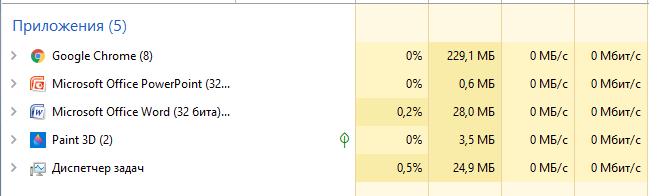 Приложения (5)
Google Chrome (8) 0% 229,1 МБ 0 МБ/с 0 Мбит/с
Microsoft Office PowerPoint (32... 0% 0,6 МБ 0 МБ/с 0 Мбит/с
Microsoft Office Word (32 бита)... 0,2% 28,0 МБ 0 МБ/с 0 Мбит/с
Paint 3D (2) 0% 3,5 МБ 0 МБ/с 0 Мбит/с
Диспетчер задач 0,5% 24,9 МБ 0 МБ/с 0 Мбит/с